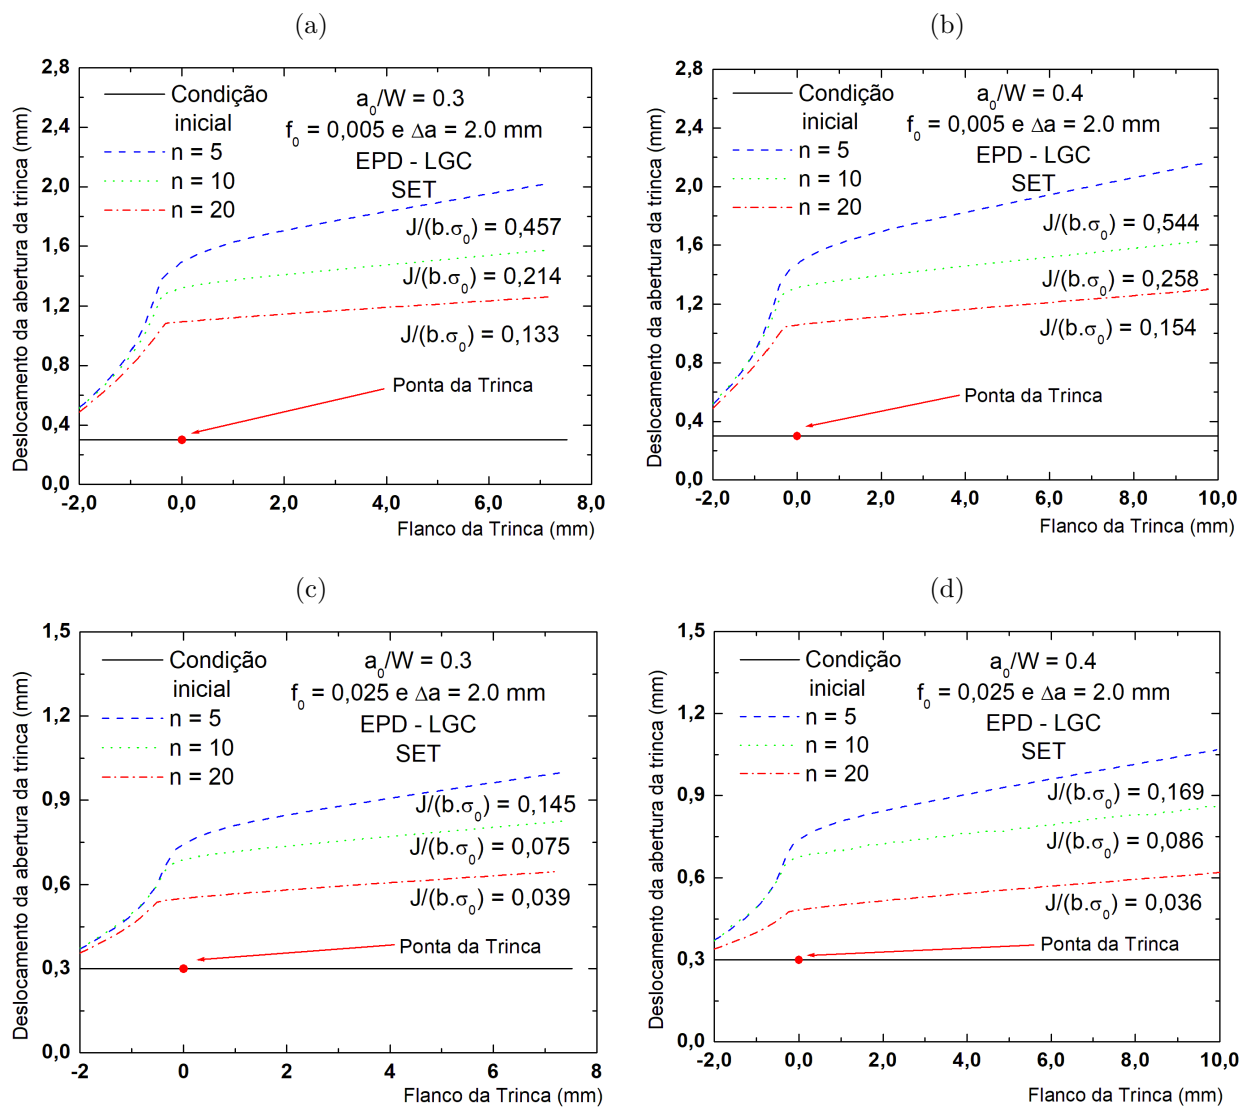 (a)
Deslocamento da abertura da trinca (mm)
2,8
2,4
2,0
1,6
1,2
0,8
0,4
0,0
Condição
inicial
n = 5
n = 10
n = 20
a0/W = 0.3
f0 = 0,005 e Δa = 2.0 mm
EPD - LGC
SET
J/(b.σ0) = 0,457
J/(b.σ0) = 0,214
J/(b.σ0) = 0,133
Ponta da Trinca
-2,0 0,0 2,0 4,0 6,0 8,0
Flanco da Trinca (mm)
(b)
Deslocamento da abertura da trinca (mm)
2,8
2,4
2,0
1,6
1,2
0,8
0,4
0,0
Condição
inicial
n = 5
n = 10
n = 20
a0/W = 0.4
f0 = 0,005 e Δa = 2.0 mm
EPD - LGC
SET
J/(b.σ0) = 0,544
J/(b.σ0) = 0,258
J/(b.σ0) = 0,154
Ponta da Trinca
-2,0 0,0 2,0 4,0 6,0 8,0 10,0
Flanco da Trinca (mm)
(c)
Deslocamento da abertura da trinca (mm)
1,5
1,2
0,9
0,6
0,3
0,0
Condição
inicial
n = 5
n = 10
n = 20
a0/W = 0.3
f0 = 0,025 e Δa = 2.0 mm
EPD - LGC
SET
J/(b.σ0) = 0,145
J/(b.σ0) = 0,075
J/(b.σ0) = 0,039
Ponta da Trinca
-2 0 2 4 6 8
Flanco da Trinca (mm)
(d)
Deslocamento da abertura da trinca (mm)
1,5
1,2
0,9
0,6
0,3
0,0
Condição
inicial
n = 5
n = 10
n = 20
a0/W = 0.4
f0 = 0,025 e Δa = 2.0 mm
EPD - LGC
SET
J/(b.σ0) = 0,169
J/(b.σ0) = 0,086
J/(b.σ0) = 0,036
Ponta da Trinca
-2,0 0,0 2,0 4,0 6,0 8,0 10,0
Flanco da Trinca (mm)